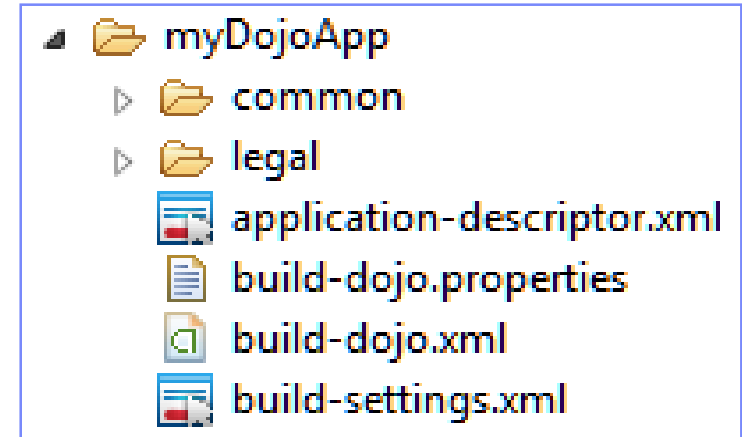 myDojoApp
common
legal
application-descriptor.xml
build-dojo.properties
build-dojo.xml
build-settings.xml